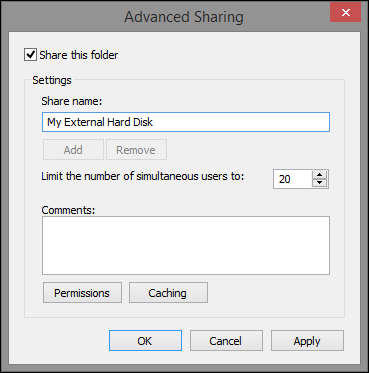 Advanced Sharing
Share this folder
Settings
Share name:
My External Hard Disk
Add Remove
Limit the number of simultaneous users to: 20
Comments:
Permissions Caching
OK Cancel Apply